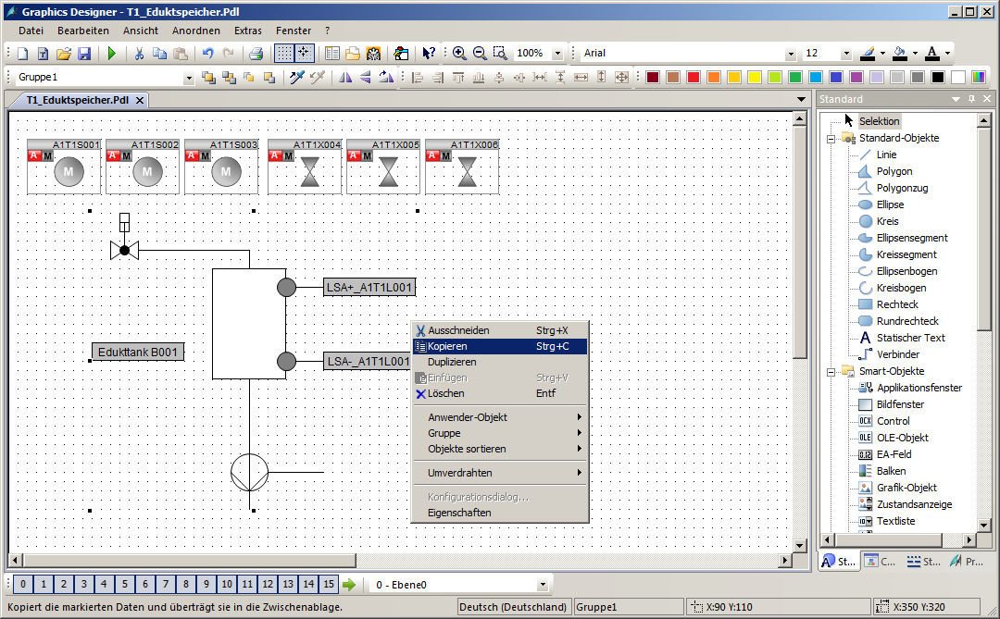 Graphics Designer - T1_Eduktspeicher.Pdl
Datei Bearbeiten Ansicht Anordnen Extras Fenster ?
100% Arial 12
Gruppe1
T1_Eduktspeicher.Pdl
A1T1S001 A1T1S002 A1T1S003 A1T1X004 A1T1X005 A1T1X006
A M A M A M A M A M A M
M M M
LSA+_A1T1L001
Edukttank B001
LSA-_A1T1L001
Ausschneiden Strg+X
Kopieren Strg+C
Duplizieren
Einfügen Strg+V
Löschen Entf
Anwender-Objekt
Gruppe
Objekte sortieren
Umverdrahten
Konfigurationsdialog...
Eigenschaften
Standard
Selektion
Standard-Objekte
Linie
Polygon
Polygonzug
Ellipse
Kreis
Ellipsensegment
Kreissegment
Ellipsenbogen
Kreisbogen
Rechteck
Rundrechteck
A Statischer Text
Verbinder
Smart-Objekte
Applikationsfenster
Bildfenster
OCX Control
OLE OLE-Objekt
0.12 EA-Feld
Balken
Grafik-Objekt
Zustandsanzeige
Textliste
St... C... St... Pr...
0 1 2 3 4 5 6 7 8 9 10 11 12 13 14 15 0 - Ebene0
Kopiert die markierten Daten und überträgt sie in die Zwischenablage. Deutsch (Deutschland) Gruppe1 X:90 Y:110 X:350 Y:320